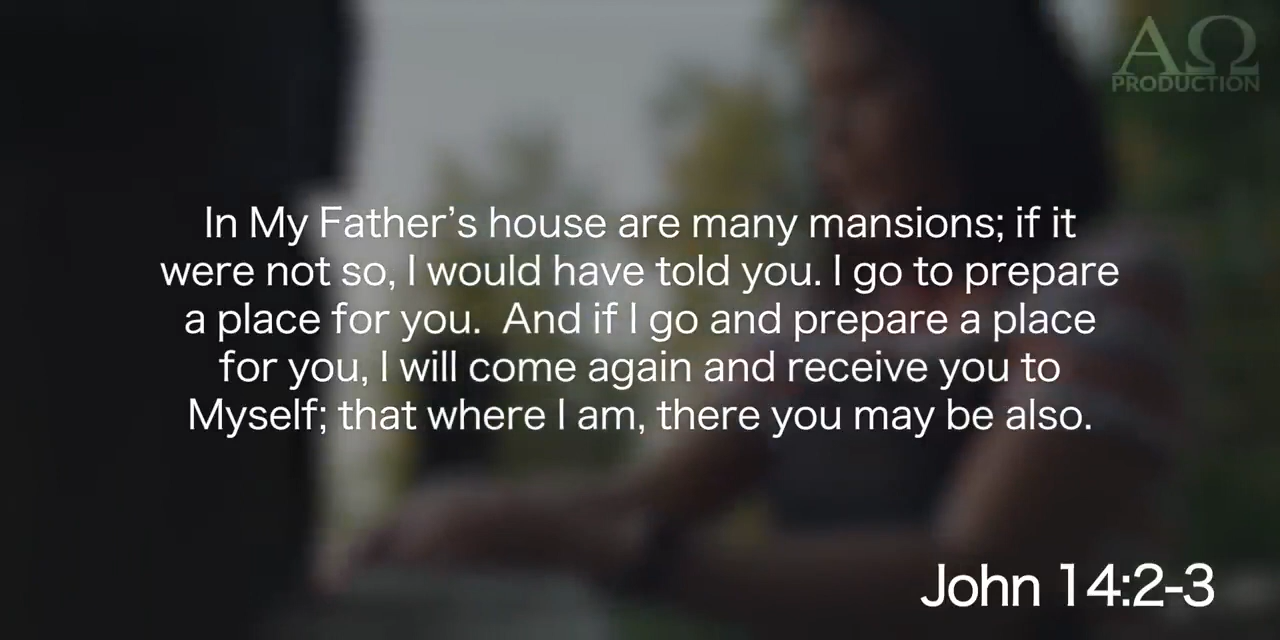 ΑΩ
PRODUCTION
In My Father’s house are many mansions; if it
were not so, I would have told you. I go to prepare
a place for you.  And if I go and prepare a place
for you, I will come again and receive you to
Myself; that where I am, there you may be also.
John 14:2-3